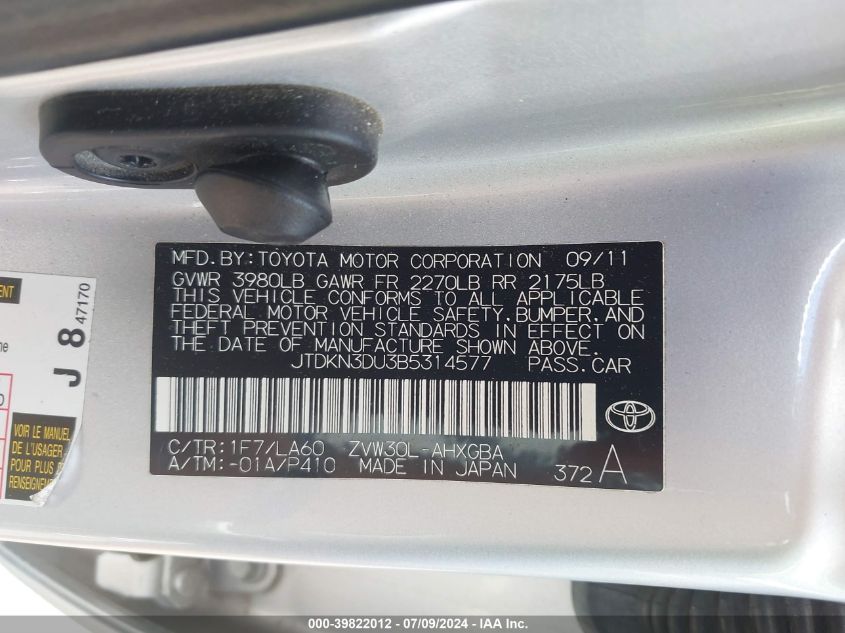 MFD.BY:TOYOTA MOTOR CORPORATION 09/11
GVWR 3980LB GAWR FR 2270LB RR 2175LB
THIS VEHICLE CONFORMS TO ALL APPLICABLE
FEDERAL MOTOR VEHICLE SAFETY,BUMPER,AND
THEFT PREVENTION STANDARDS IN EFFECT ON
THE DATE OF MANUFACTURE SHOWN ABOVE.
JTDKN3DU3B5314577 PASS.CAR
C/TR:1F7/LA60 ZVW30L-AHXGBA
A/TM:-01A/P410 MADE IN JAPAN 372A
J 8 47170
VOIR LE MANUEL
DE L'USAGER
POUR PLUS DE
RENSEIGNEMENT
000-39822012 - 07/09/2024 - IAA Inc.